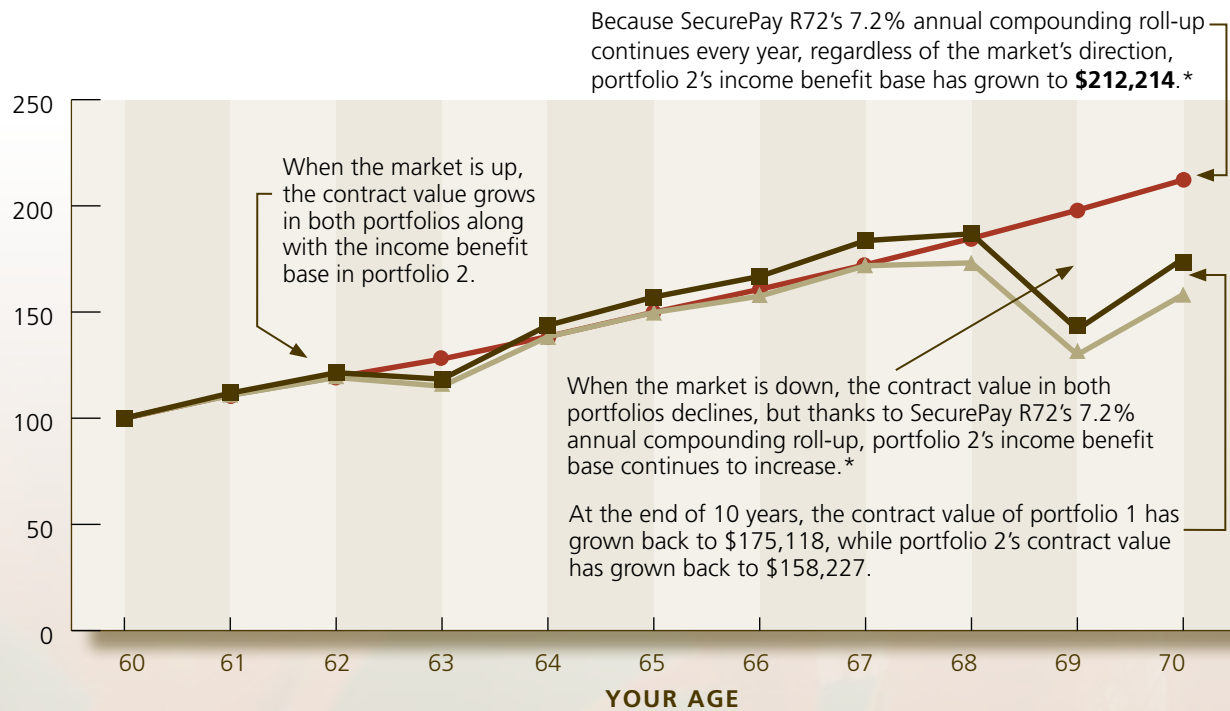 Because SecurePay R72's 7.2% annual compounding roll-up
continues every year, regardless of the market's direction,
portfolio 2's income benefit base has grown to $212,214.*
250
200
150
100
50
0
When the market is up,
the contract value grows
in both portfolios along
with the income benefit
base in portfolio 2.
When the market is down, the contract value in both
portfolios declines, but thanks to SecurePay R72's 7.2%
annual compounding roll-up, portfolio 2's income benefit
base continues to increase.*
At the end of 10 years, the contract value of portfolio 1 has
grown back to $175,118, while portfolio 2's contract value
has grown back to $158,227.
60 61 62 63 64 65 66 67 68 69 70
YOUR AGE